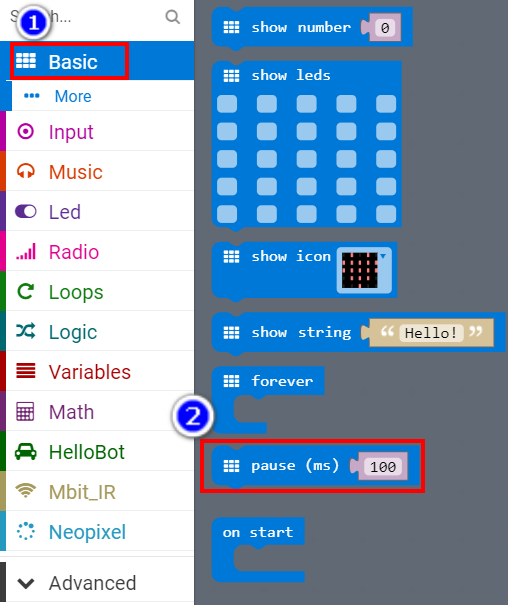 1
Basic
More
Input
Music
Led
Radio
Loops
Logic
Variables
Math
HelloBot
Mbit_IR
Neopixel
Advanced
show number 0
show leds
show icon
show string “ Hello! ”
forever
2
pause (ms) 100
on start